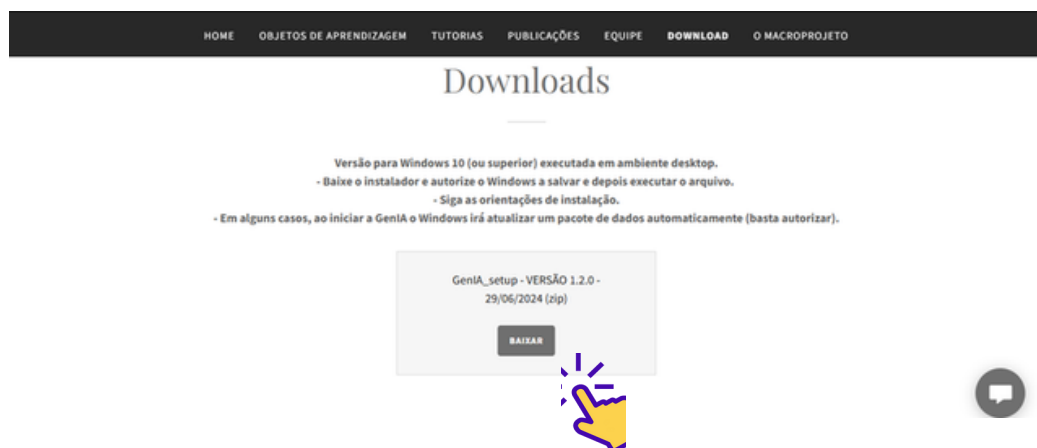 HOME OBJETOS DE APRENDIZAGEM TUTORIAS PUBLICAÇÕES EQUIPE DOWNLOAD O MACROPROJETO
Downloads
Versão para Windows 10 (ou superior) executada em ambiente desktop.
- Baixe o instalador e autorize o Windows a salvar e depois executar o arquivo.
- Siga as orientações de instalação.
- Em alguns casos, ao iniciar a GenIA o Windows irá atualizar um pacote de dados automaticamente (basta autorizar).
GenIA_setup - VERSÃO 1.2.0 -
29/06/2024 (zip)
BAIXAR